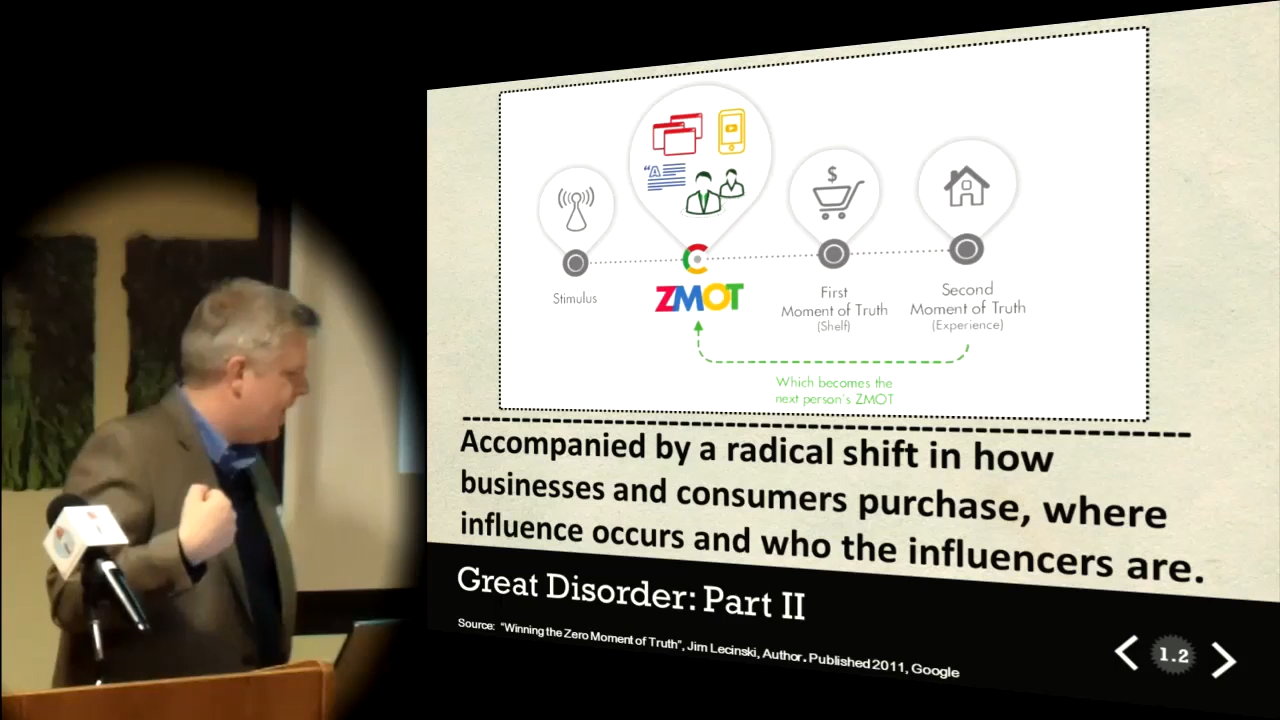 "A
$
Stimulus
ZMOT
First
Moment of Truth
(Shelf)
Second
Moment of Truth
(Experience)
Which becomes the
next person's ZMOT
Accompanied by a radical shift in how
businesses and consumers purchase, where
influence occurs and who the influencers are.
Great Disorder: Part II
Source: "Winning the Zero Moment of Truth", Jim Lecinski, Author. Published 2011, Google
1.2